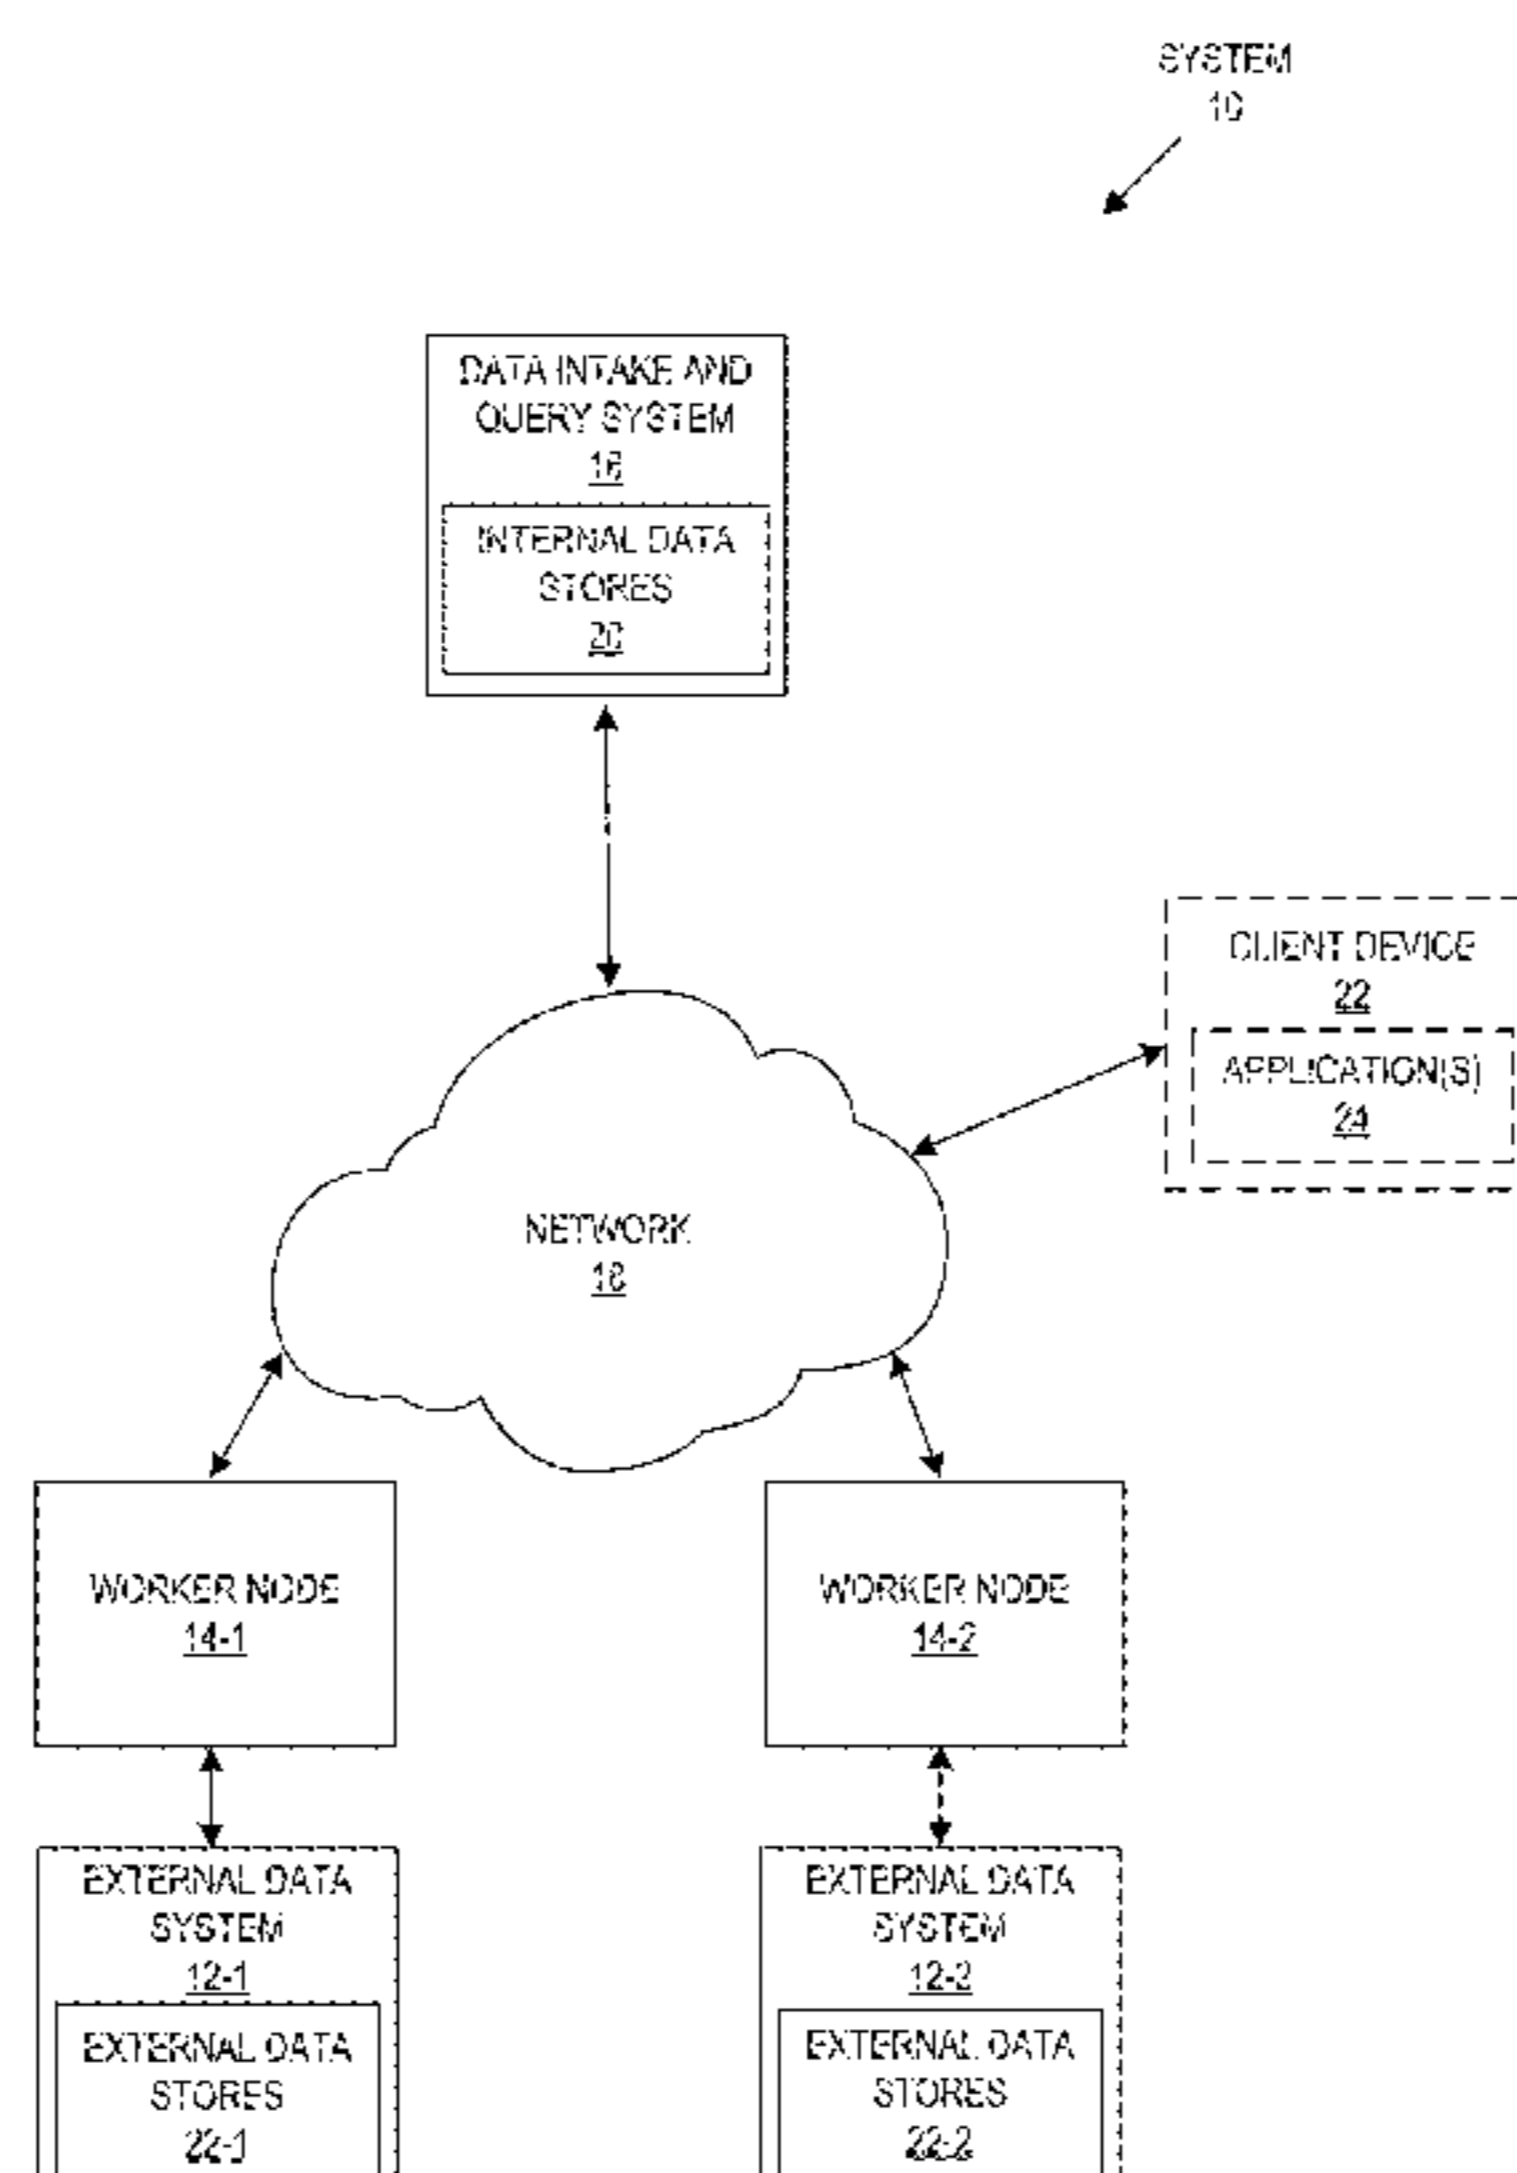 SYSTEM
10
DATA INTAKE AND
QUERY SYSTEM
16
INTERNAL DATA
STORES
20
CLIENT DEVICE
22
APPLICATION(S)
24
NETWORK
18
WORKER NODE
14-1
WORKER NODE
14-2
EXTERNAL DATA
SYSTEM
12-1
EXTERNAL DATA
STORES
22-1
EXTERNAL DATA
SYSTEM
12-2
EXTERNAL DATA
STORES
22-2